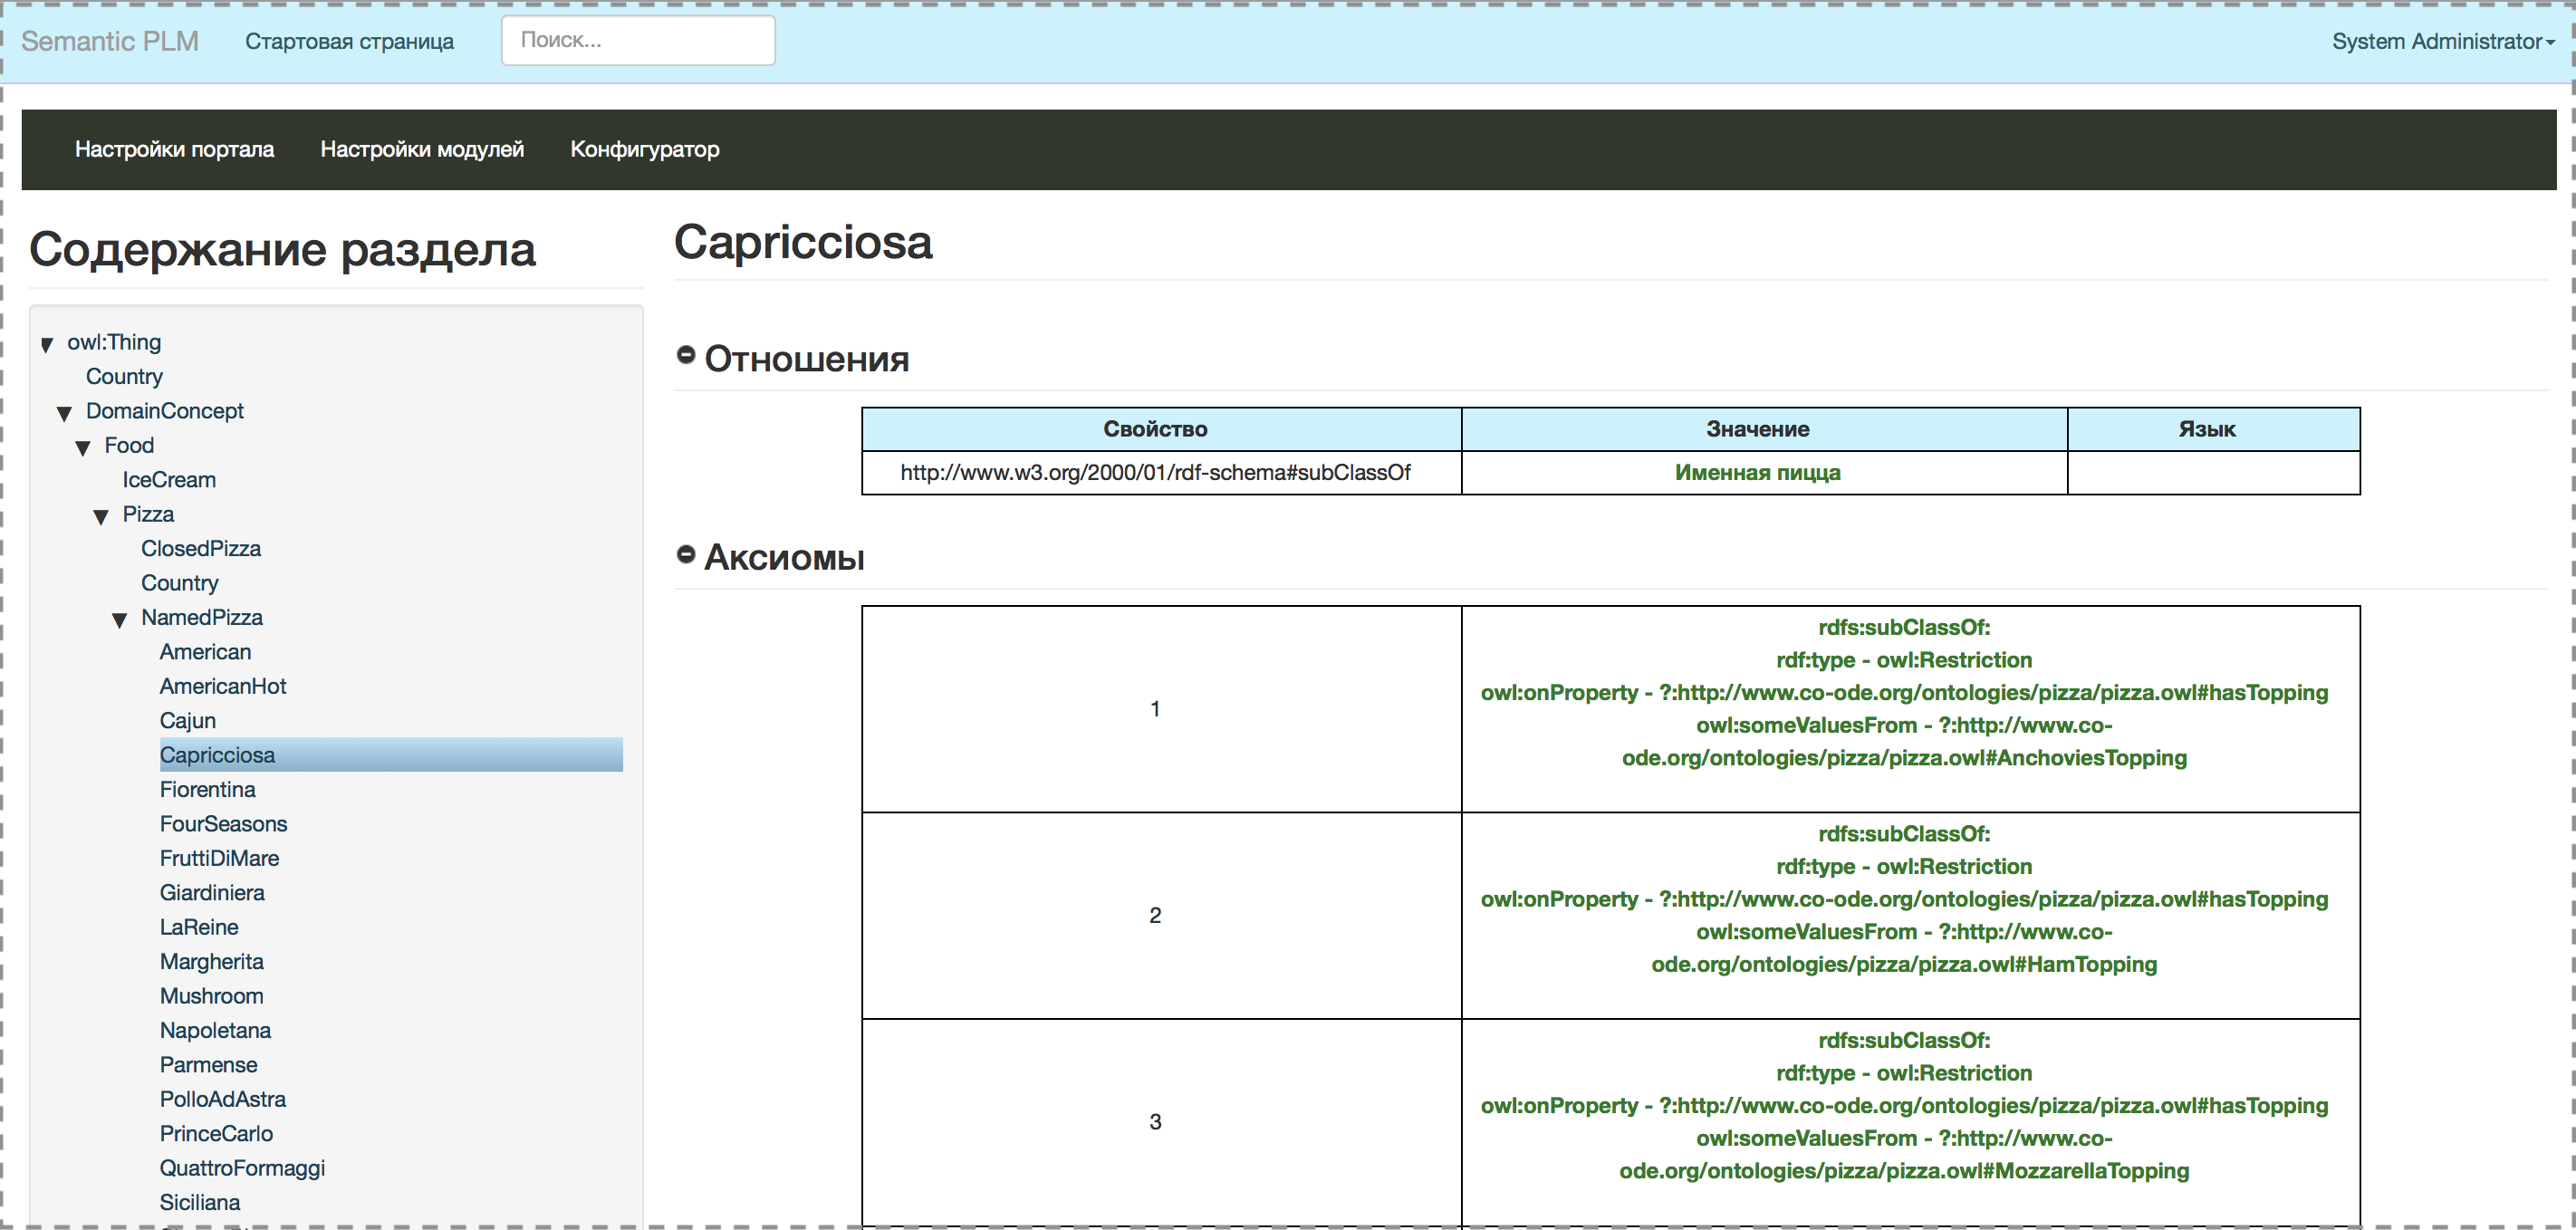 Semantic PLM Стартовая страница Поиск... System Administrator
Настройки портала Настройки модулей Конфигуратор
Содержание раздела
owl:Thing
Country
DomainConcept
Food
IceCream
Pizza
ClosedPizza
Country
NamedPizza
American
AmericanHot
Cajun
Capricciosa
Fiorentina
FourSeasons
FruttiDiMare
Giardiniera
LaReine
Margherita
Mushroom
Napoletana
Parmense
PolloAdAstra
PrinceCarlo
QuattroFormaggi
Siciliana
Capricciosa
Отношения
Свойство Значение Язык
http://www.w3.org/2000/01/rdf-schema#subClassOf Именная пицца
Аксиомы
1
rdfs:subClassOf:
rdf:type - owl:Restriction
owl:onProperty - ?:http://www.co-ode.org/ontologies/pizza/pizza.owl#hasTopping
owl:someValuesFrom - ?:http://www.co-
ode.org/ontologies/pizza/pizza.owl#AnchoviesTopping
2
rdfs:subClassOf:
rdf:type - owl:Restriction
owl:onProperty - ?:http://www.co-ode.org/ontologies/pizza/pizza.owl#hasTopping
owl:someValuesFrom - ?:http://www.co-
ode.org/ontologies/pizza/pizza.owl#HamTopping
3
rdfs:subClassOf:
rdf:type - owl:Restriction
owl:onProperty - ?:http://www.co-ode.org/ontologies/pizza/pizza.owl#hasTopping
owl:someValuesFrom - ?:http://www.co-
ode.org/ontologies/pizza/pizza.owl#MozzarellaTopping